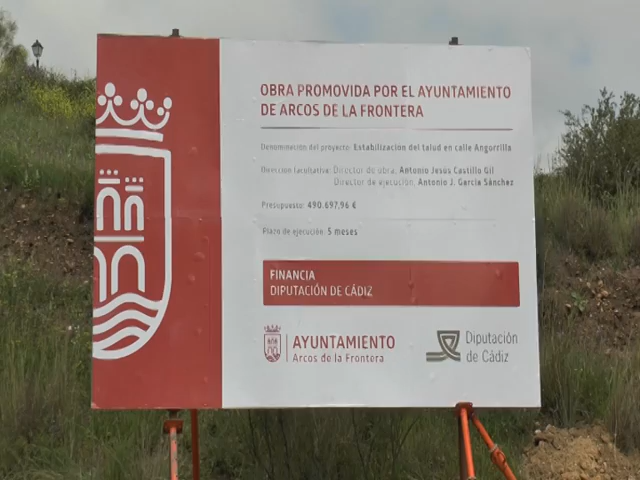 OBRA PROMOVIDA POR EL AYUNTAMIENTO
DE ARCOS DE LA FRONTERA
Denominación del proyecto: Estabilización del talud en calle Angorrilla
Dirección facultativa: Director de obra: Antonio Jesús Castillo Gil
Director de ejecución: Antonio J. García Sánchez
Presupuesto: 490.697,96 €
Plazo de ejecución: 5 meses
FINANCIA
DIPUTACIÓN DE CÁDIZ
AYUNTAMIENTO
Arcos de la Frontera
Diputación
de Cádiz